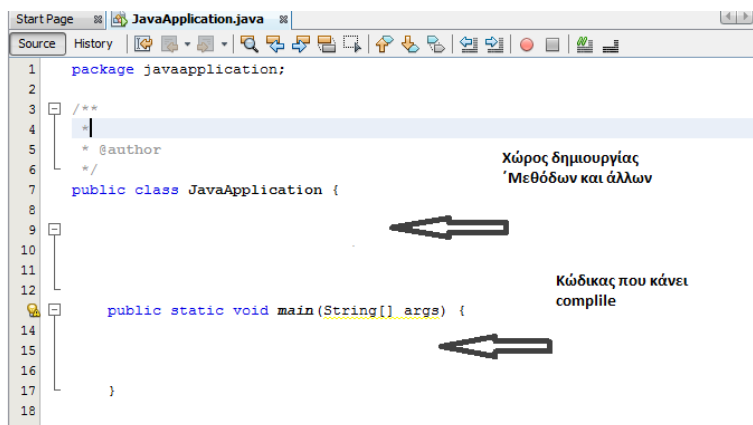 Start Page JavaApplication.java
Source History
1 package javaapplication;
2
3 /**
4 *
5 * @author
6 */
7 public class JavaApplication {
8
9
10
11
12
public static void main(String[] args) {
14
15
16
17 }
18
Χώρος δημιουργίας
΄Μεθόδων και άλλων
Κώδικας που κάνει
complile